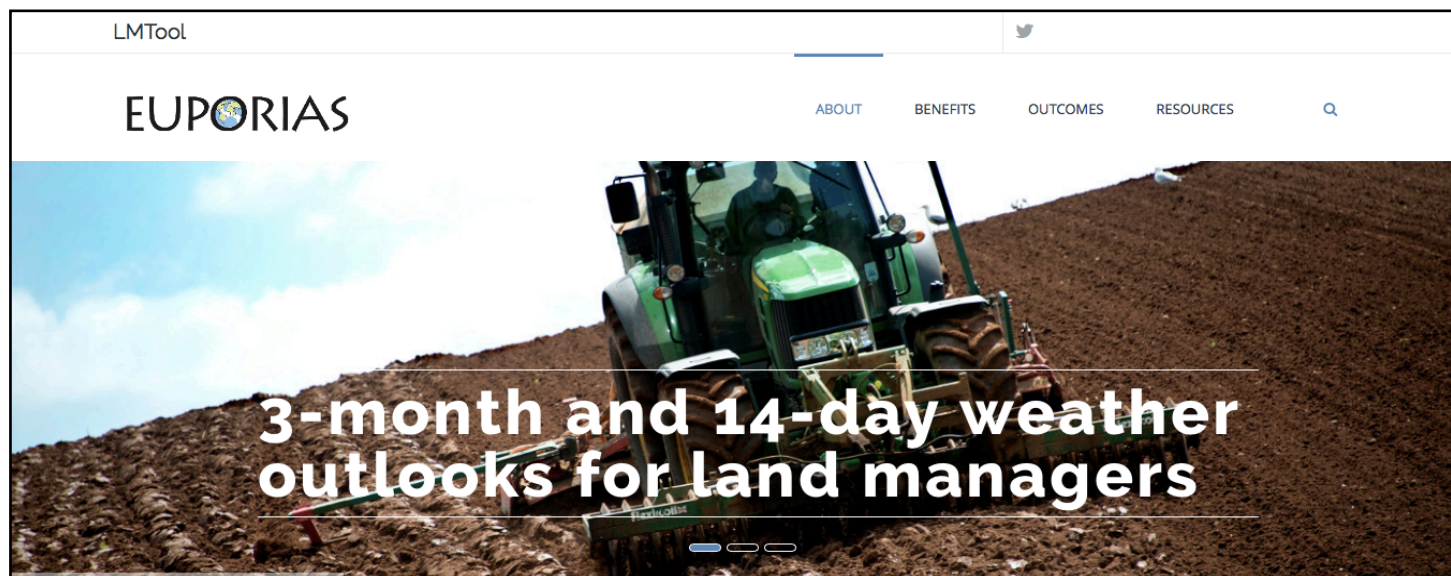 LMTool
EUPORIAS
ABOUT BENEFITS OUTCOMES RESOURCES
3-month and 14-day weather
outlooks for land managers